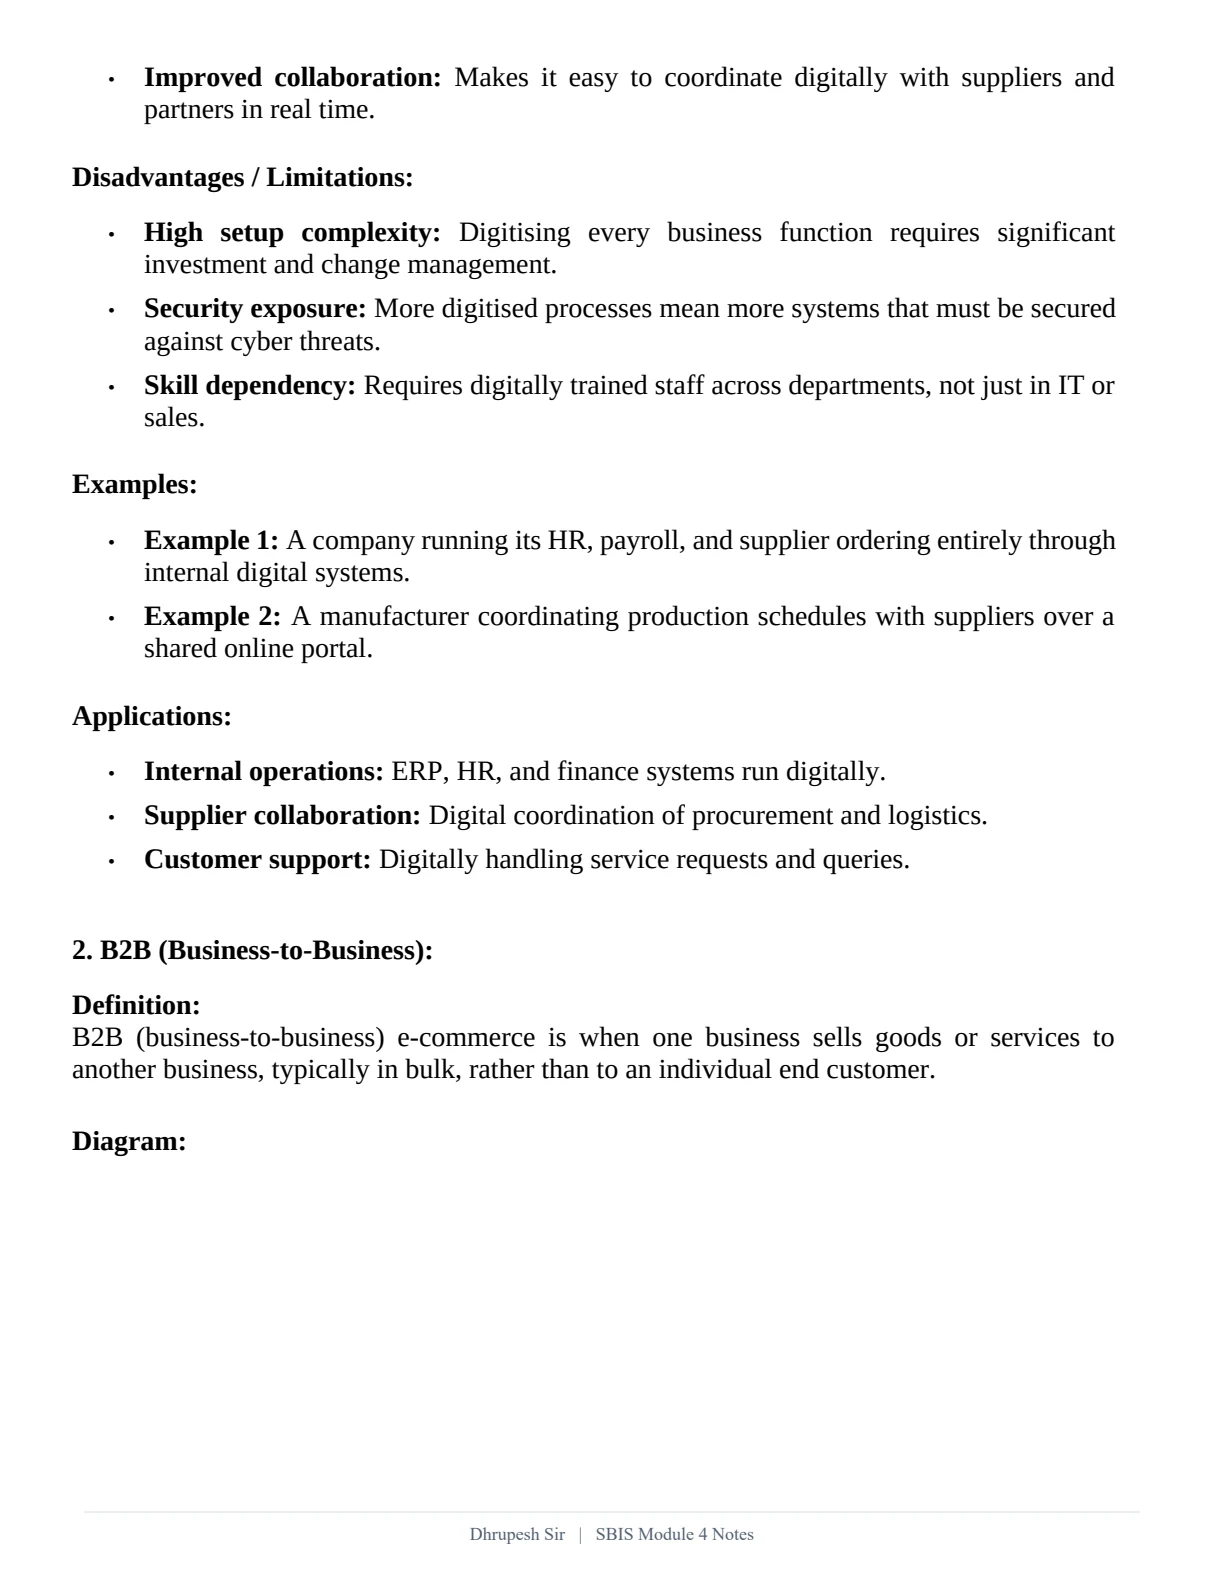 • Improved collaboration: Makes it easy to coordinate digitally with suppliers and
partners in real time.
Disadvantages / Limitations:
• High setup complexity: Digitising every business function requires significant
investment and change management.
• Security exposure: More digitised processes mean more systems that must be secured
against cyber threats.
• Skill dependency: Requires digitally trained staff across departments, not just in IT or
sales.
Examples:
• Example 1: A company running its HR, payroll, and supplier ordering entirely through
internal digital systems.
• Example 2: A manufacturer coordinating production schedules with suppliers over a
shared online portal.
Applications:
• Internal operations: ERP, HR, and finance systems run digitally.
• Supplier collaboration: Digital coordination of procurement and logistics.
• Customer support: Digitally handling service requests and queries.
2. B2B (Business-to-Business):
Definition:
B2B (business-to-business) e-commerce is when one business sells goods or services to
another business, typically in bulk, rather than to an individual end customer.
Diagram:
Dhrupesh Sir | SBIS Module 4 Notes